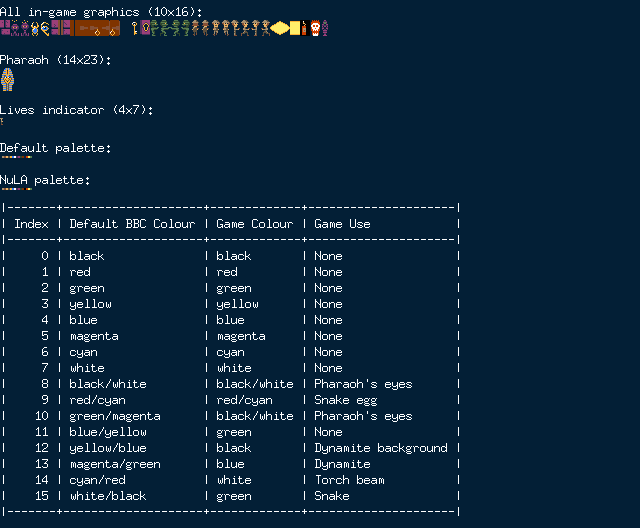 All in-game graphics (10x16):
Pharaoh (14x23):
Lives indicator (4x7):
Default palette:
NuLA palette:
|-------+---------------------+-------------+---------------------|
| Index | Default BBC Colour | Game Colour | Game Use |
|-------+---------------------+-------------+---------------------|
| 0 | black | black | None |
| 1 | red | red | None |
| 2 | green | green | None |
| 3 | yellow | yellow | None |
| 4 | blue | blue | None |
| 5 | magenta | magenta | None |
| 6 | cyan | cyan | None |
| 7 | white | white | None |
| 8 | black/white | black/white | Pharaoh's eyes |
| 9 | red/cyan | red/cyan | Snake egg |
| 10 | green/magenta | black/white | Pharaoh's eyes |
| 11 | blue/yellow | green | None |
| 12 | yellow/blue | black | Dynamite background |
| 13 | magenta/green | blue | Dynamite |
| 14 | cyan/red | white | Torch beam |
| 15 | white/black | green | Snake |
|-------+---------------------+-------------+---------------------|